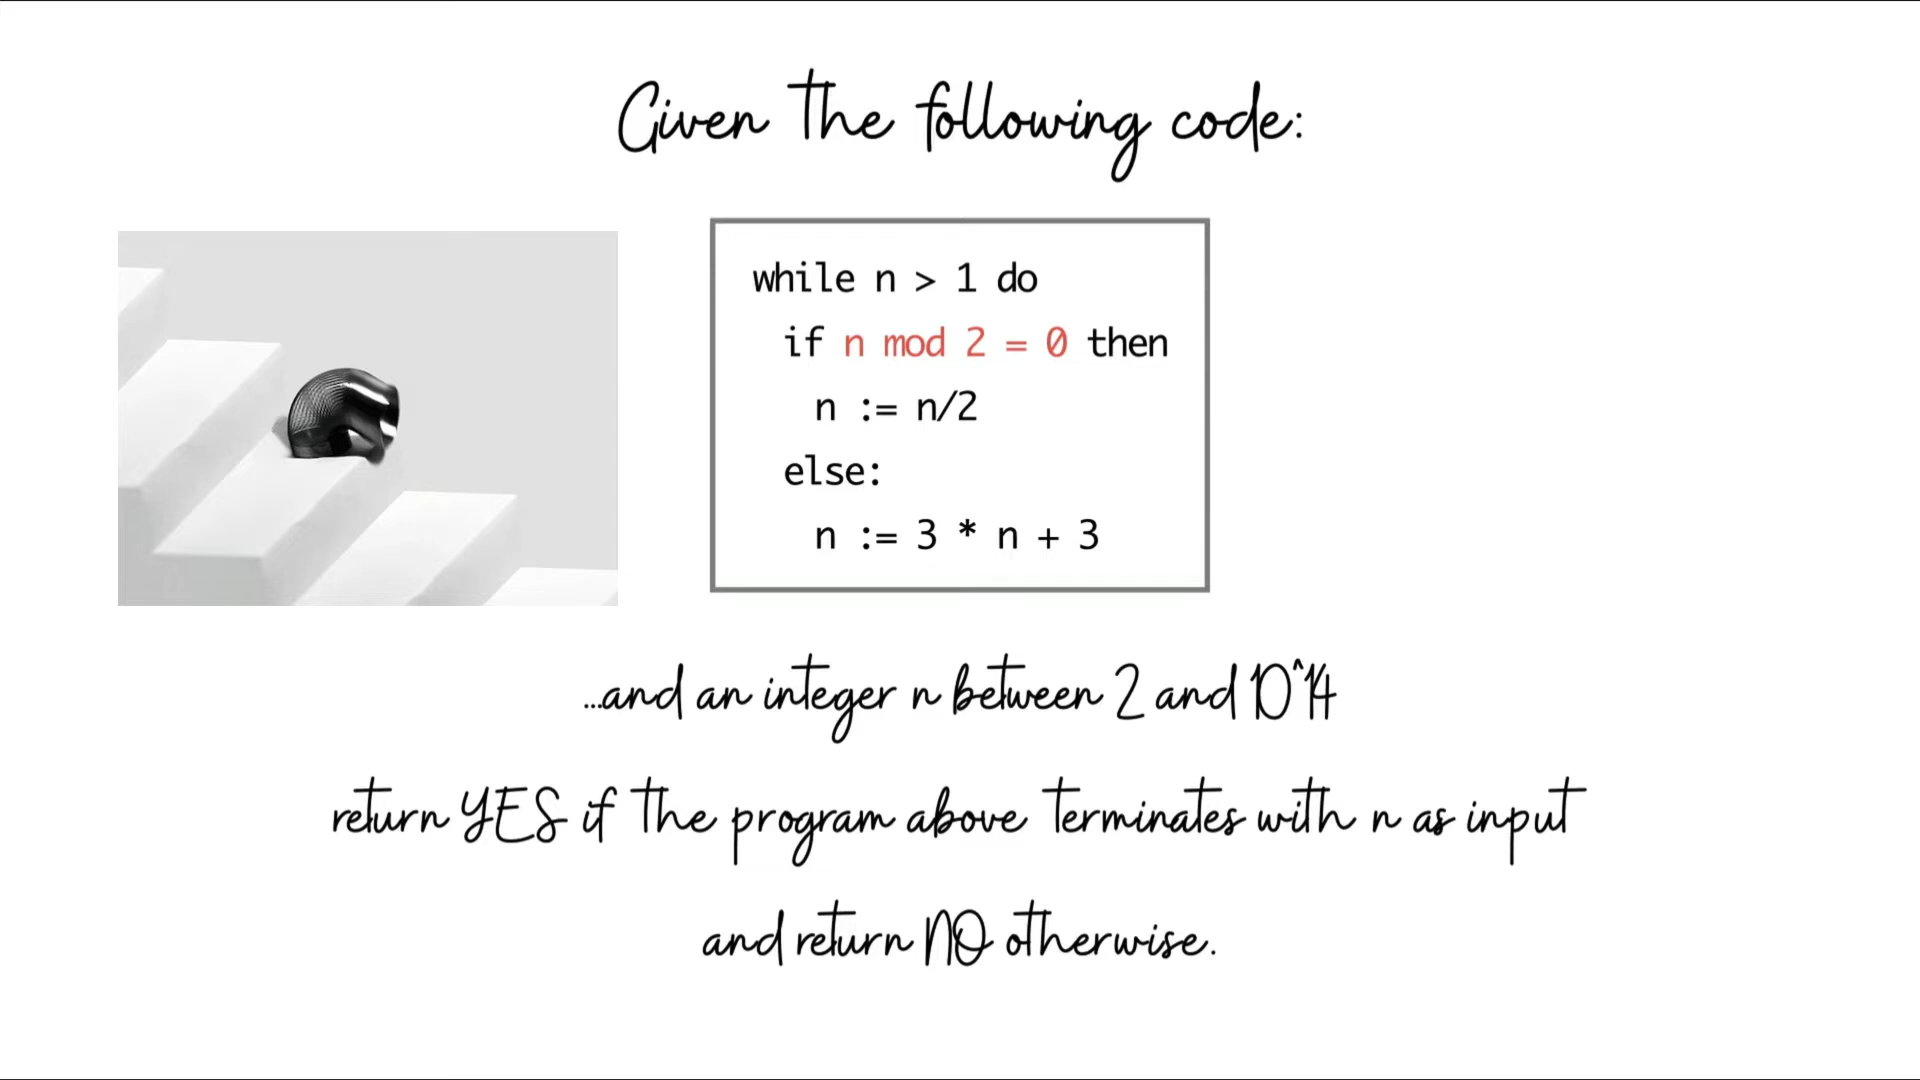 Given the following code:
while n > 1 do
if n mod 2 = 0 then
n := n/2
else:
n := 3 * n + 3
...and an integer n between 2 and 10^14
return YES if the program above terminates with n as input
and return NO otherwise.